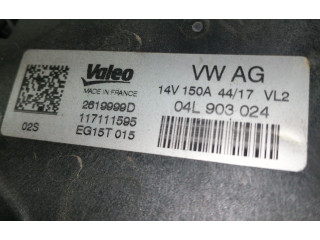 Valeo
MADE IN FRANCE
2619999D
117111595
EG15T 015
02S
VW AG
14V 150A 44/17 VL2
04L 903 024